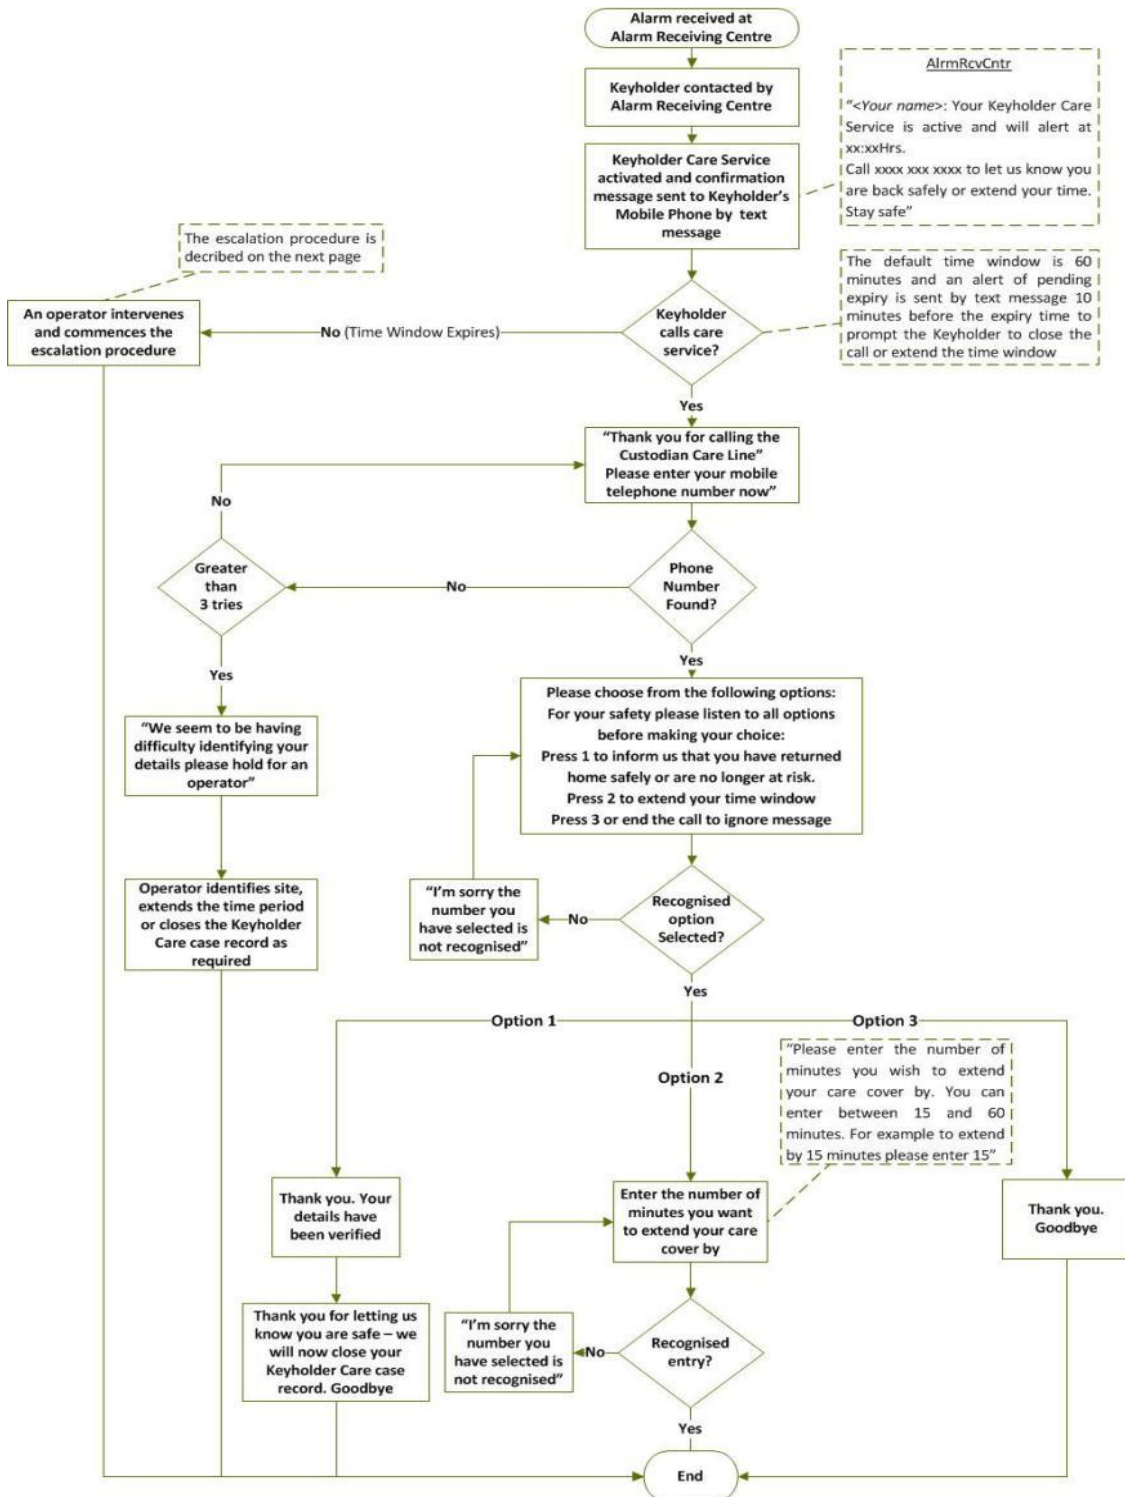 Alarm received at
Alarm Receiving Centre
Keyholder contacted by
Alarm Receiving Centre
AlrmRcvCntr
“<Your name>: Your Keyholder Care
Service is active and will alert at
xx:xxHrs.
Call xxxx xxx xxxx to let us know you
are back safely or extend your time.
Stay safe”
Keyholder Care Service
activated and confirmation
message sent to Keyholder’s
Mobile Phone by text
message
The escalation procedure is
decribed on the next page
The default time window is 60
minutes and an alert of pending
expiry is sent by text message 10
minutes before the expiry time to
prompt the Keyholder to close the
call or extend the time window
An operator intervenes
and commences the
escalation procedure
No (Time Window Expires)
Keyholder
calls care
service?
Yes
“Thank you for calling the
Custodian Care Line”
Please enter your mobile
telephone number now”
No
Greater
than
3 tries
No
Phone
Number
Found?
Yes
Yes
“We seem to be having
difficulty identifying your
details please hold for an
operator”
Please choose from the following options:
For your safety please listen to all options
before making your choice:
Press 1 to inform us that you have returned
home safely or are no longer at risk.
Press 2 to extend your time window
Press 3 or end the call to ignore message
Operator identifies site,
extends the time period
or closes the Keyholder
Care case record as
required
“I’m sorry the
number you
have selected is
not recognised”
No
Recognised
option
Selected?
Yes
Option 1
Option 3
Option 2
“Please enter the number of
minutes you wish to extend
your care cover by. You can
enter between 15 and 60
minutes. For example to extend
by 15 minutes please enter 15”
Thank you. Your
details have
been verified
Enter the number of
minutes you want
to extend your care
cover by
Thank you.
Goodbye
Thank you for letting us
know you are safe – we
will now close your
Keyholder Care case
record. Goodbye
“I’m sorry the
number you
have selected is
not recognised”
No
Recognised
entry?
Yes
End